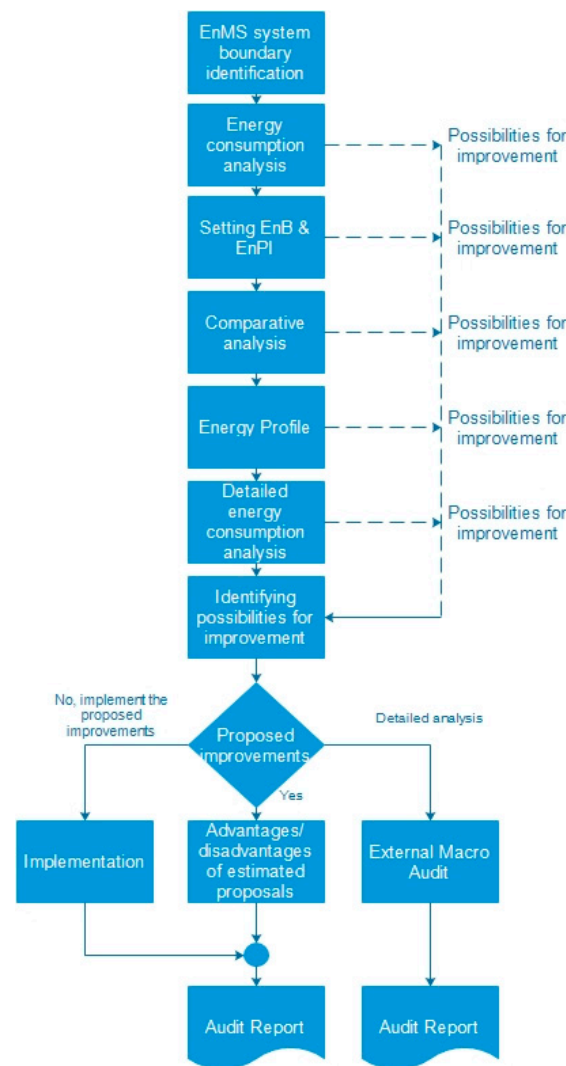 EnMS system
boundary
identification
Energy
consumption
analysis
Possibilities for
improvement
Setting EnB &
EnPI
Possibilities for
improvement
Comparative
analysis
Possibilities for
improvement
Energy Profile
Possibilities for
improvement
Detailed
energy
consumption
analysis
Possibilities for
improvement
Identifying
possibilities for
improvement
No, implement the
proposed
improvements
Proposed
improvements
Detailed analysis
Yes
Implementation
Advantages/
disadvantages
of estimated
proposals
External Macro
Audit
Audit Report
Audit Report